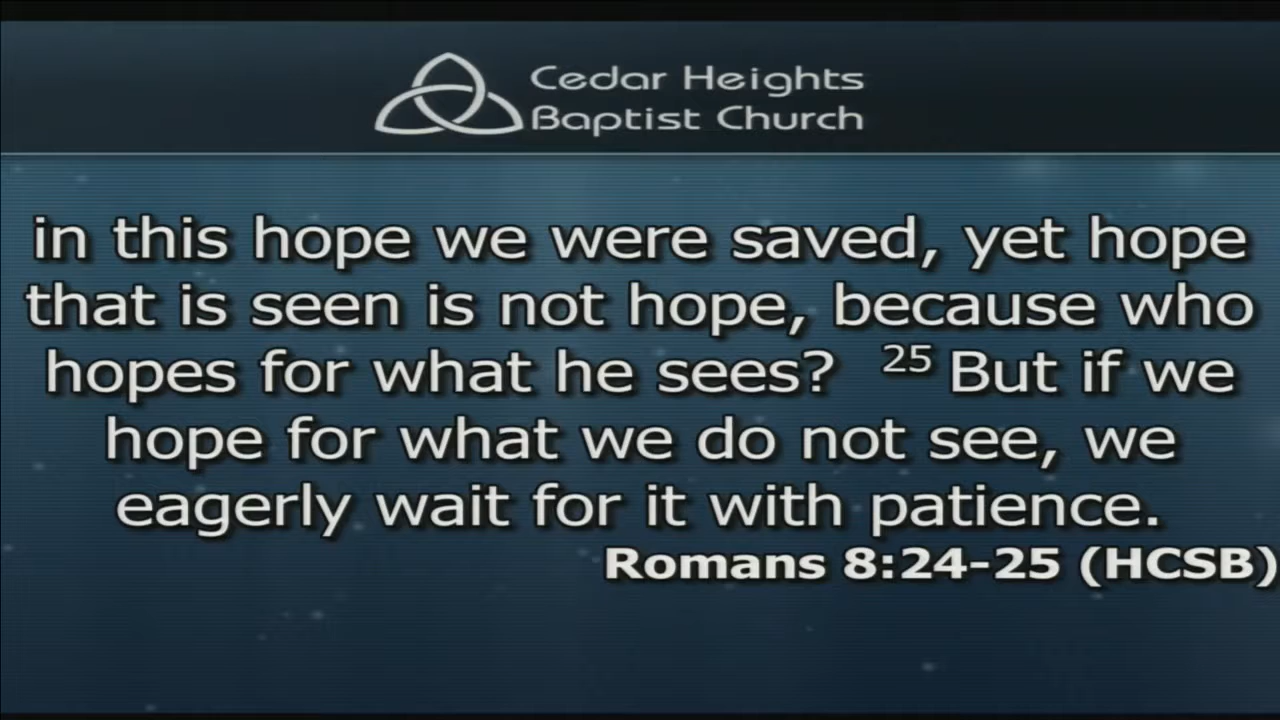 Cedar Heights
Baptist Church
in this hope we were saved, yet hope
that is seen is not hope, because who
hopes for what he sees? 25 But if we
hope for what we do not see, we
eagerly wait for it with patience.
Romans 8:24-25 (HCSB)